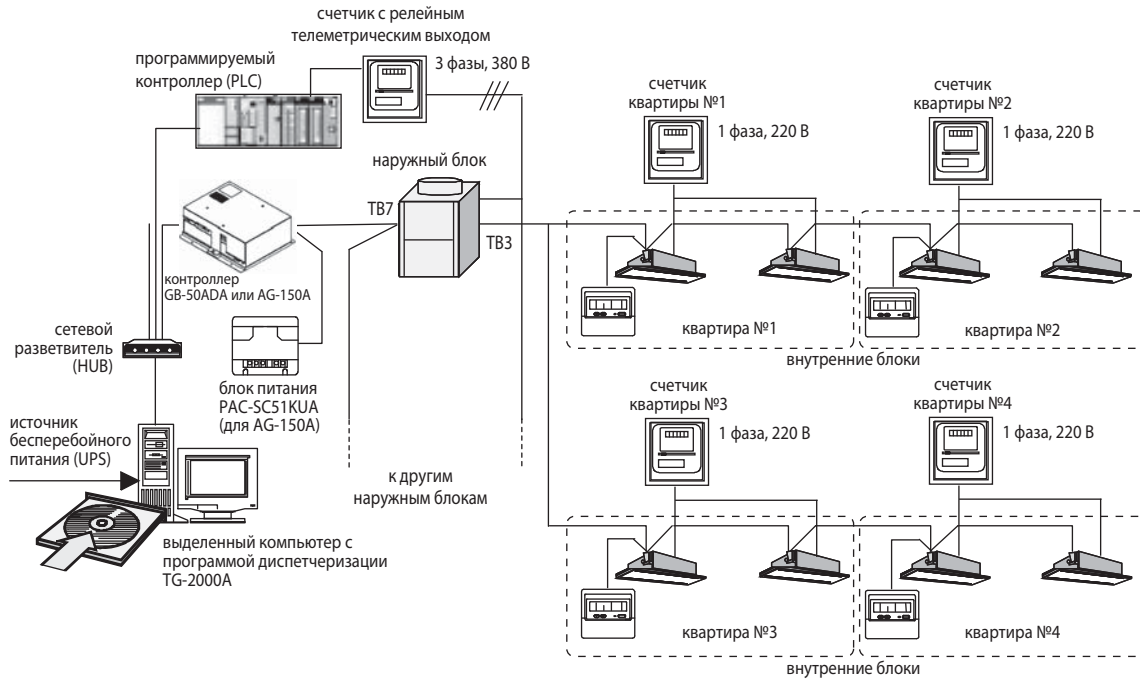 счетчик с релейным
телеметрическим выходом
программируемый
контроллер (PLC)
3 фазы, 380 В
счетчик
квартиры №1
1 фаза, 220 В
счетчик
квартиры №2
1 фаза, 220 В
наружный блок
TB7
TB3
контроллер
GB-50ADA или AG-150A
сетевой
разветвитель
(HUB)
блок питания
PAC-SC51KUA
(для AG-150A)
квартира №1
квартира №2
внутренние блоки
источник
бесперебойного
питания (UPS)
к другим
наружным блокам
выделенный компьютер с
программой диспетчеризации
TG-2000A
счетчик
квартиры №3
1 фаза, 220 В
счетчик
квартиры №4
1 фаза, 220 В
квартира №3
квартира №4
внутренние блоки